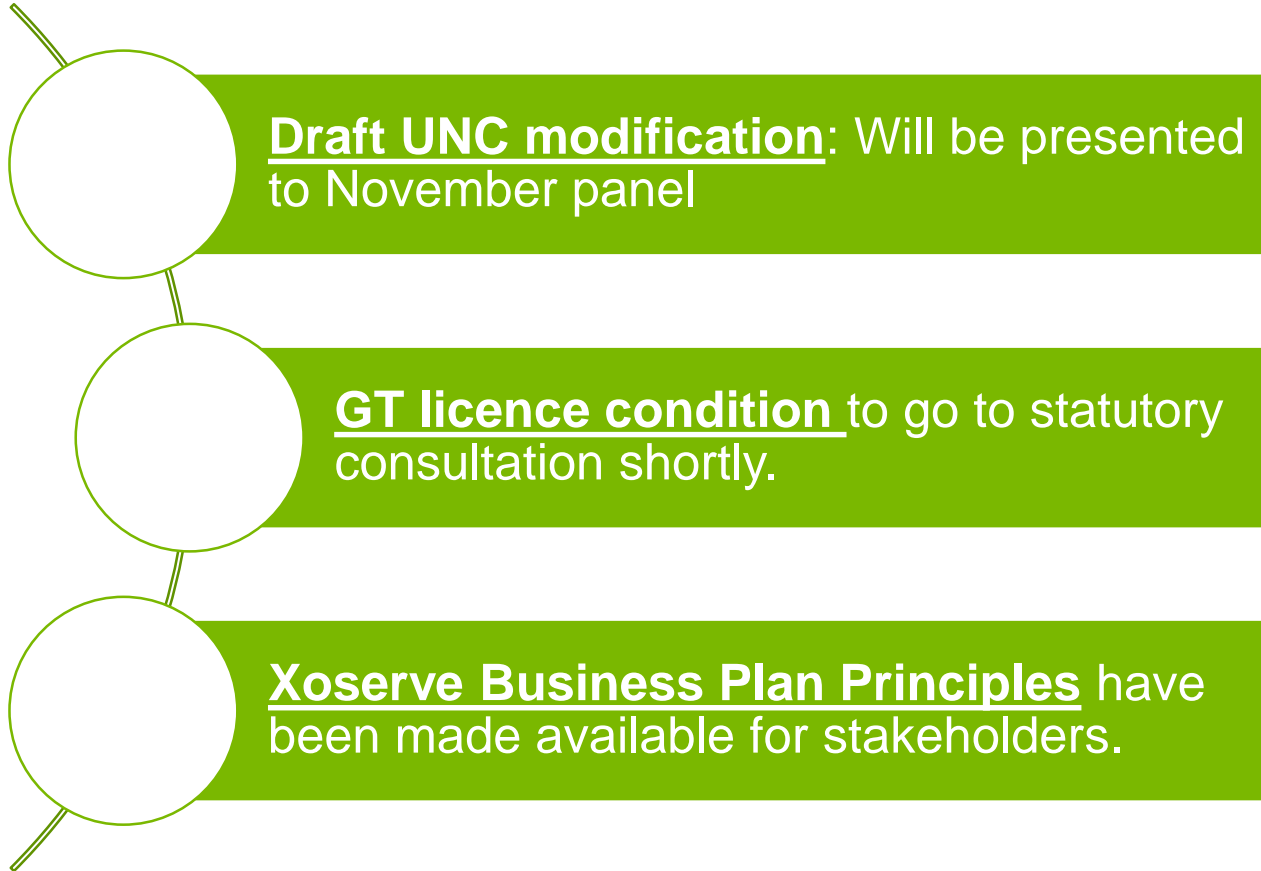 Draft UNC modification: Will be presented
to November panel
GT licence condition to go to statutory
consultation shortly.
Xoserve Business Plan Principles have
been made available for stakeholders.